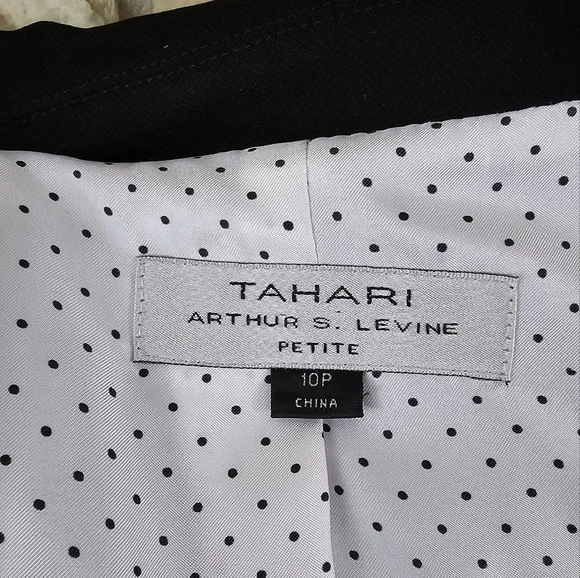 TAHARI
ARTHUR S. LEVINE
PETITE
10P
CHINA